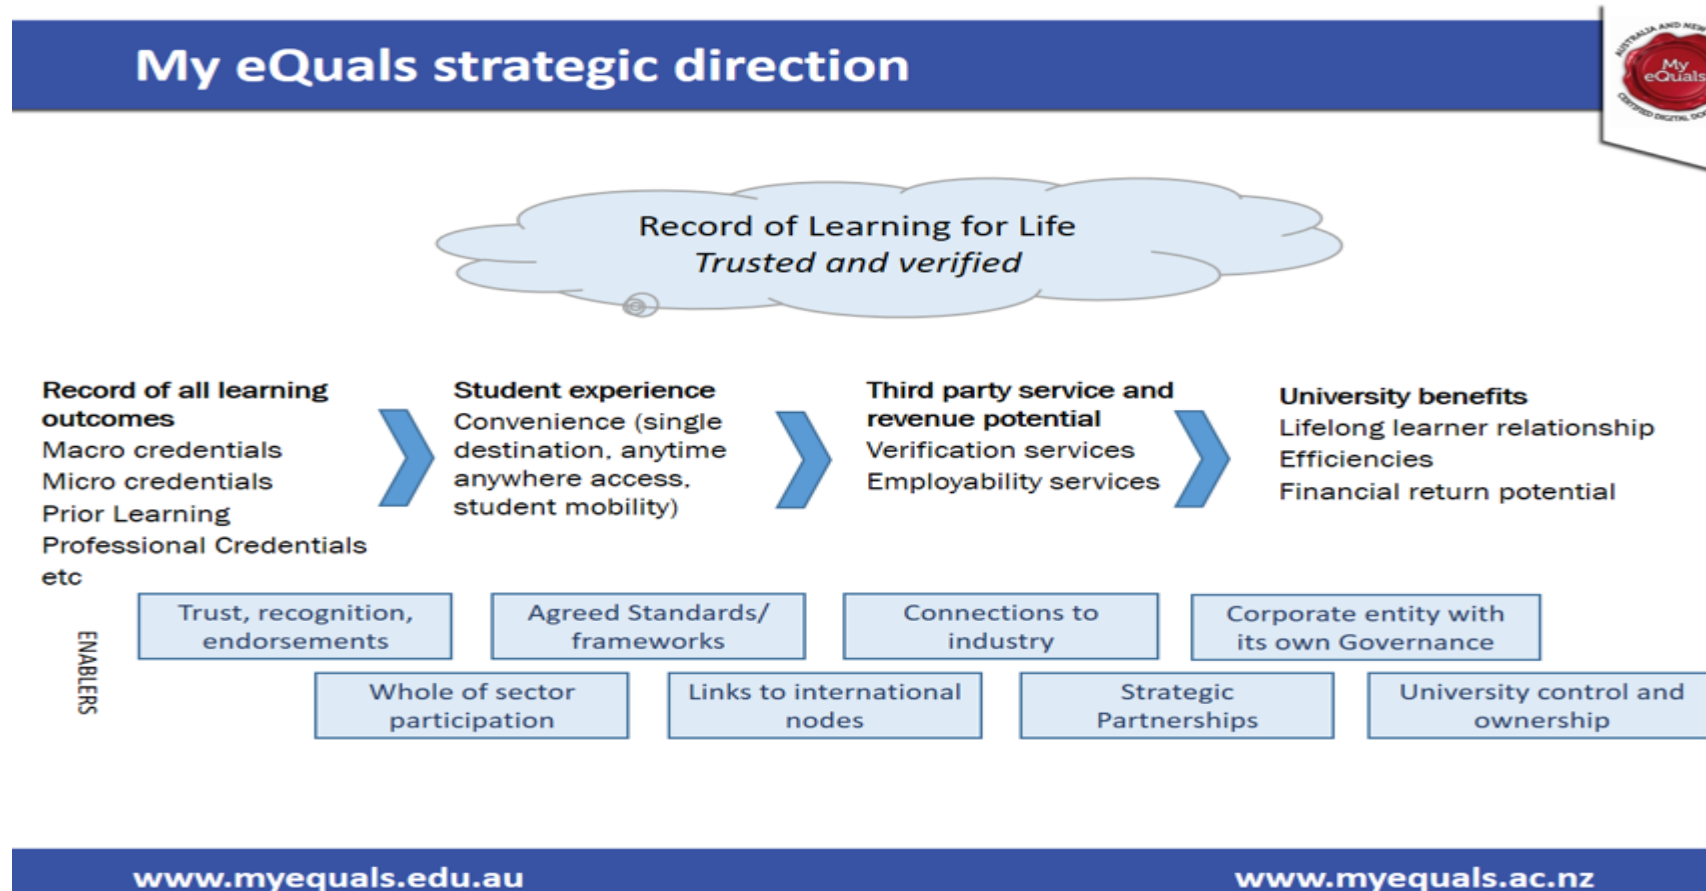 My eQuals strategic direction
AUSTRALIA AND NEW
My
eQuals
CERTIFIED DIGITAL
Record of Learning for Life
Trusted and verified
Record of all learning
outcomes
Macro credentials
Micro credentials
Prior Learning
Professional Credentials
etc
Student experience
Convenience (single
destination, anytime
anywhere access,
student mobility)
Third party service and
revenue potential
Verification services
Employability services
University benefits
Lifelong learner relationship
Efficiencies
Financial return potential
ENABLERS
Trust, recognition,
endorsements
Agreed Standards/
frameworks
Connections to
industry
Corporate entity with
its own Governance
Whole of sector
participation
Links to international
nodes
Strategic
Partnerships
University control and
ownership
www.myequals.edu.au
www.myequals.ac.nz